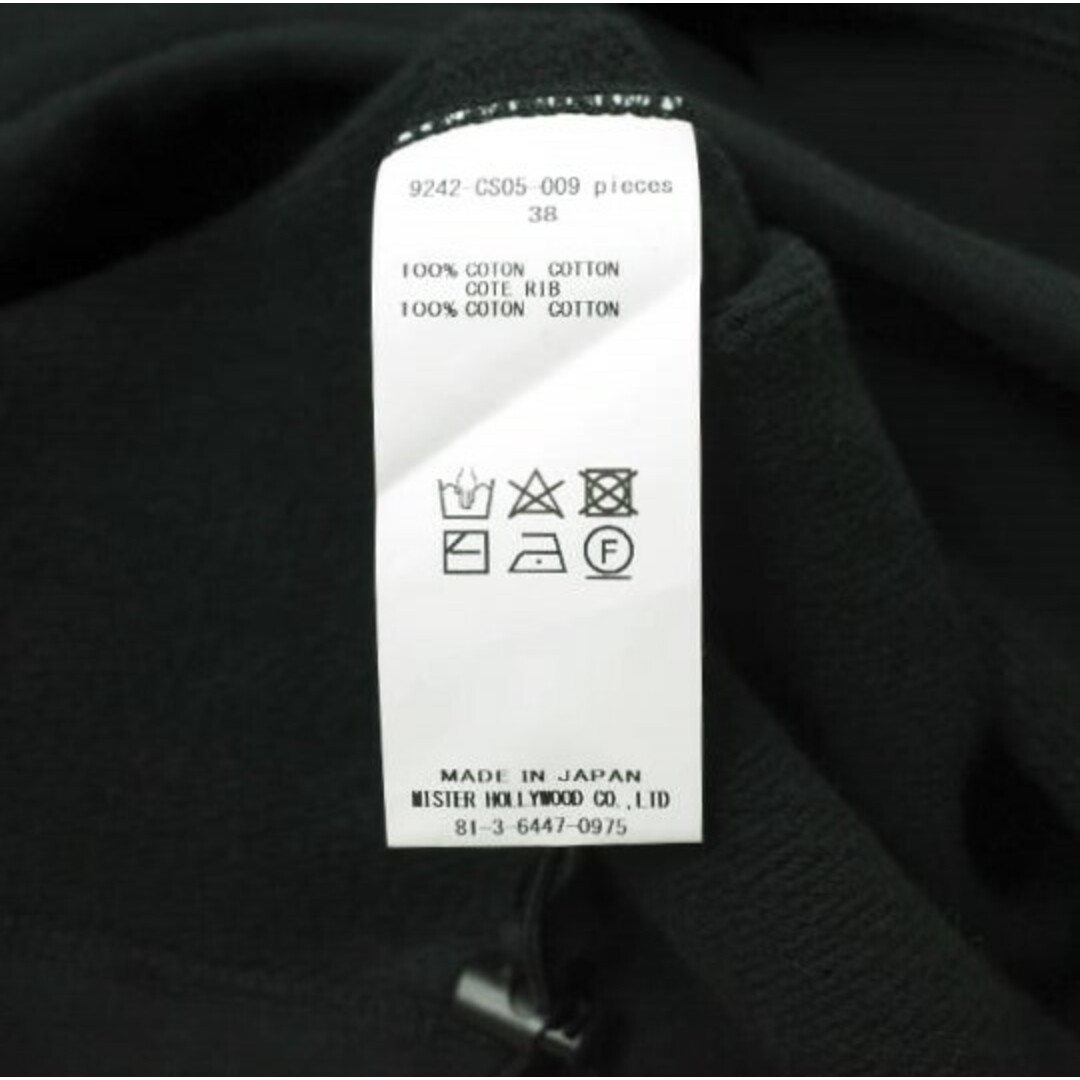 9242-CS05-009 pieces
38
100% COTON COTTON
COTE RIB
100% COTON COTTON
F
MADE IN JAPAN
MISTER HOLLYWOOD CO.,LTD
81-3-6447-0975